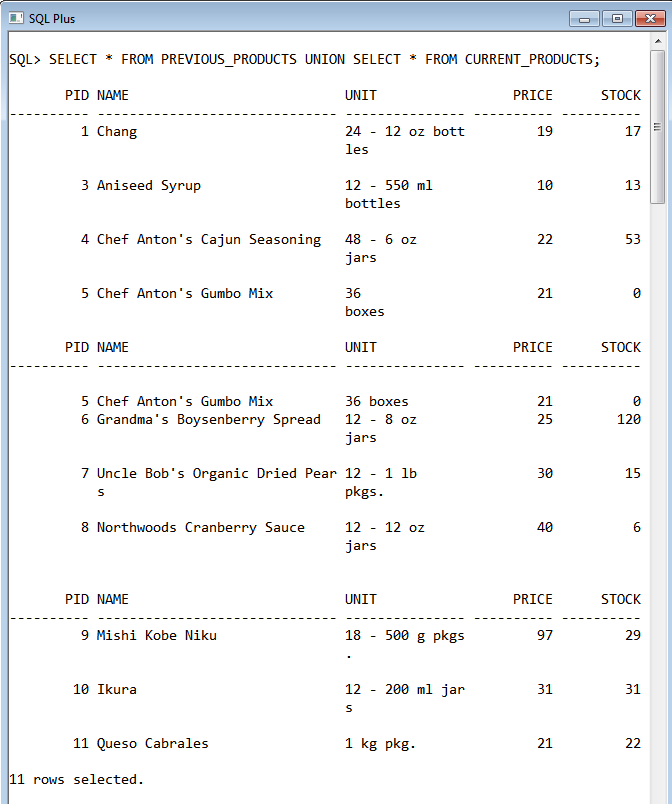 SQL Plus
SQL> SELECT * FROM PREVIOUS_PRODUCTS UNION SELECT * FROM CURRENT_PRODUCTS;
PID NAME UNIT PRICE STOCK
---------- ------------------------------ --------------- ---------- ----------
1 Chang 24 - 12 oz bott 19 17
les
3 Aniseed Syrup 12 - 550 ml 10 13
bottles
4 Chef Anton's Cajun Seasoning 48 - 6 oz 22 53
jars
5 Chef Anton's Gumbo Mix 36 21 0
boxes
PID NAME UNIT PRICE STOCK
---------- ------------------------------ --------------- ---------- ----------
5 Chef Anton's Gumbo Mix 36 boxes 21 0
6 Grandma's Boysenberry Spread 12 - 8 oz 25 120
jars
7 Uncle Bob's Organic Dried Pear 12 - 1 lb 30 15
s pkgs.
8 Northwoods Cranberry Sauce 12 - 12 oz 40 6
jars
PID NAME UNIT PRICE STOCK
---------- ------------------------------ --------------- ---------- ----------
9 Mishi Kobe Niku 18 - 500 g pkgs 97 29
.
10 Ikura 12 - 200 ml jar 31 31
s
11 Queso Cabrales 1 kg pkg. 21 22
11 rows selected.